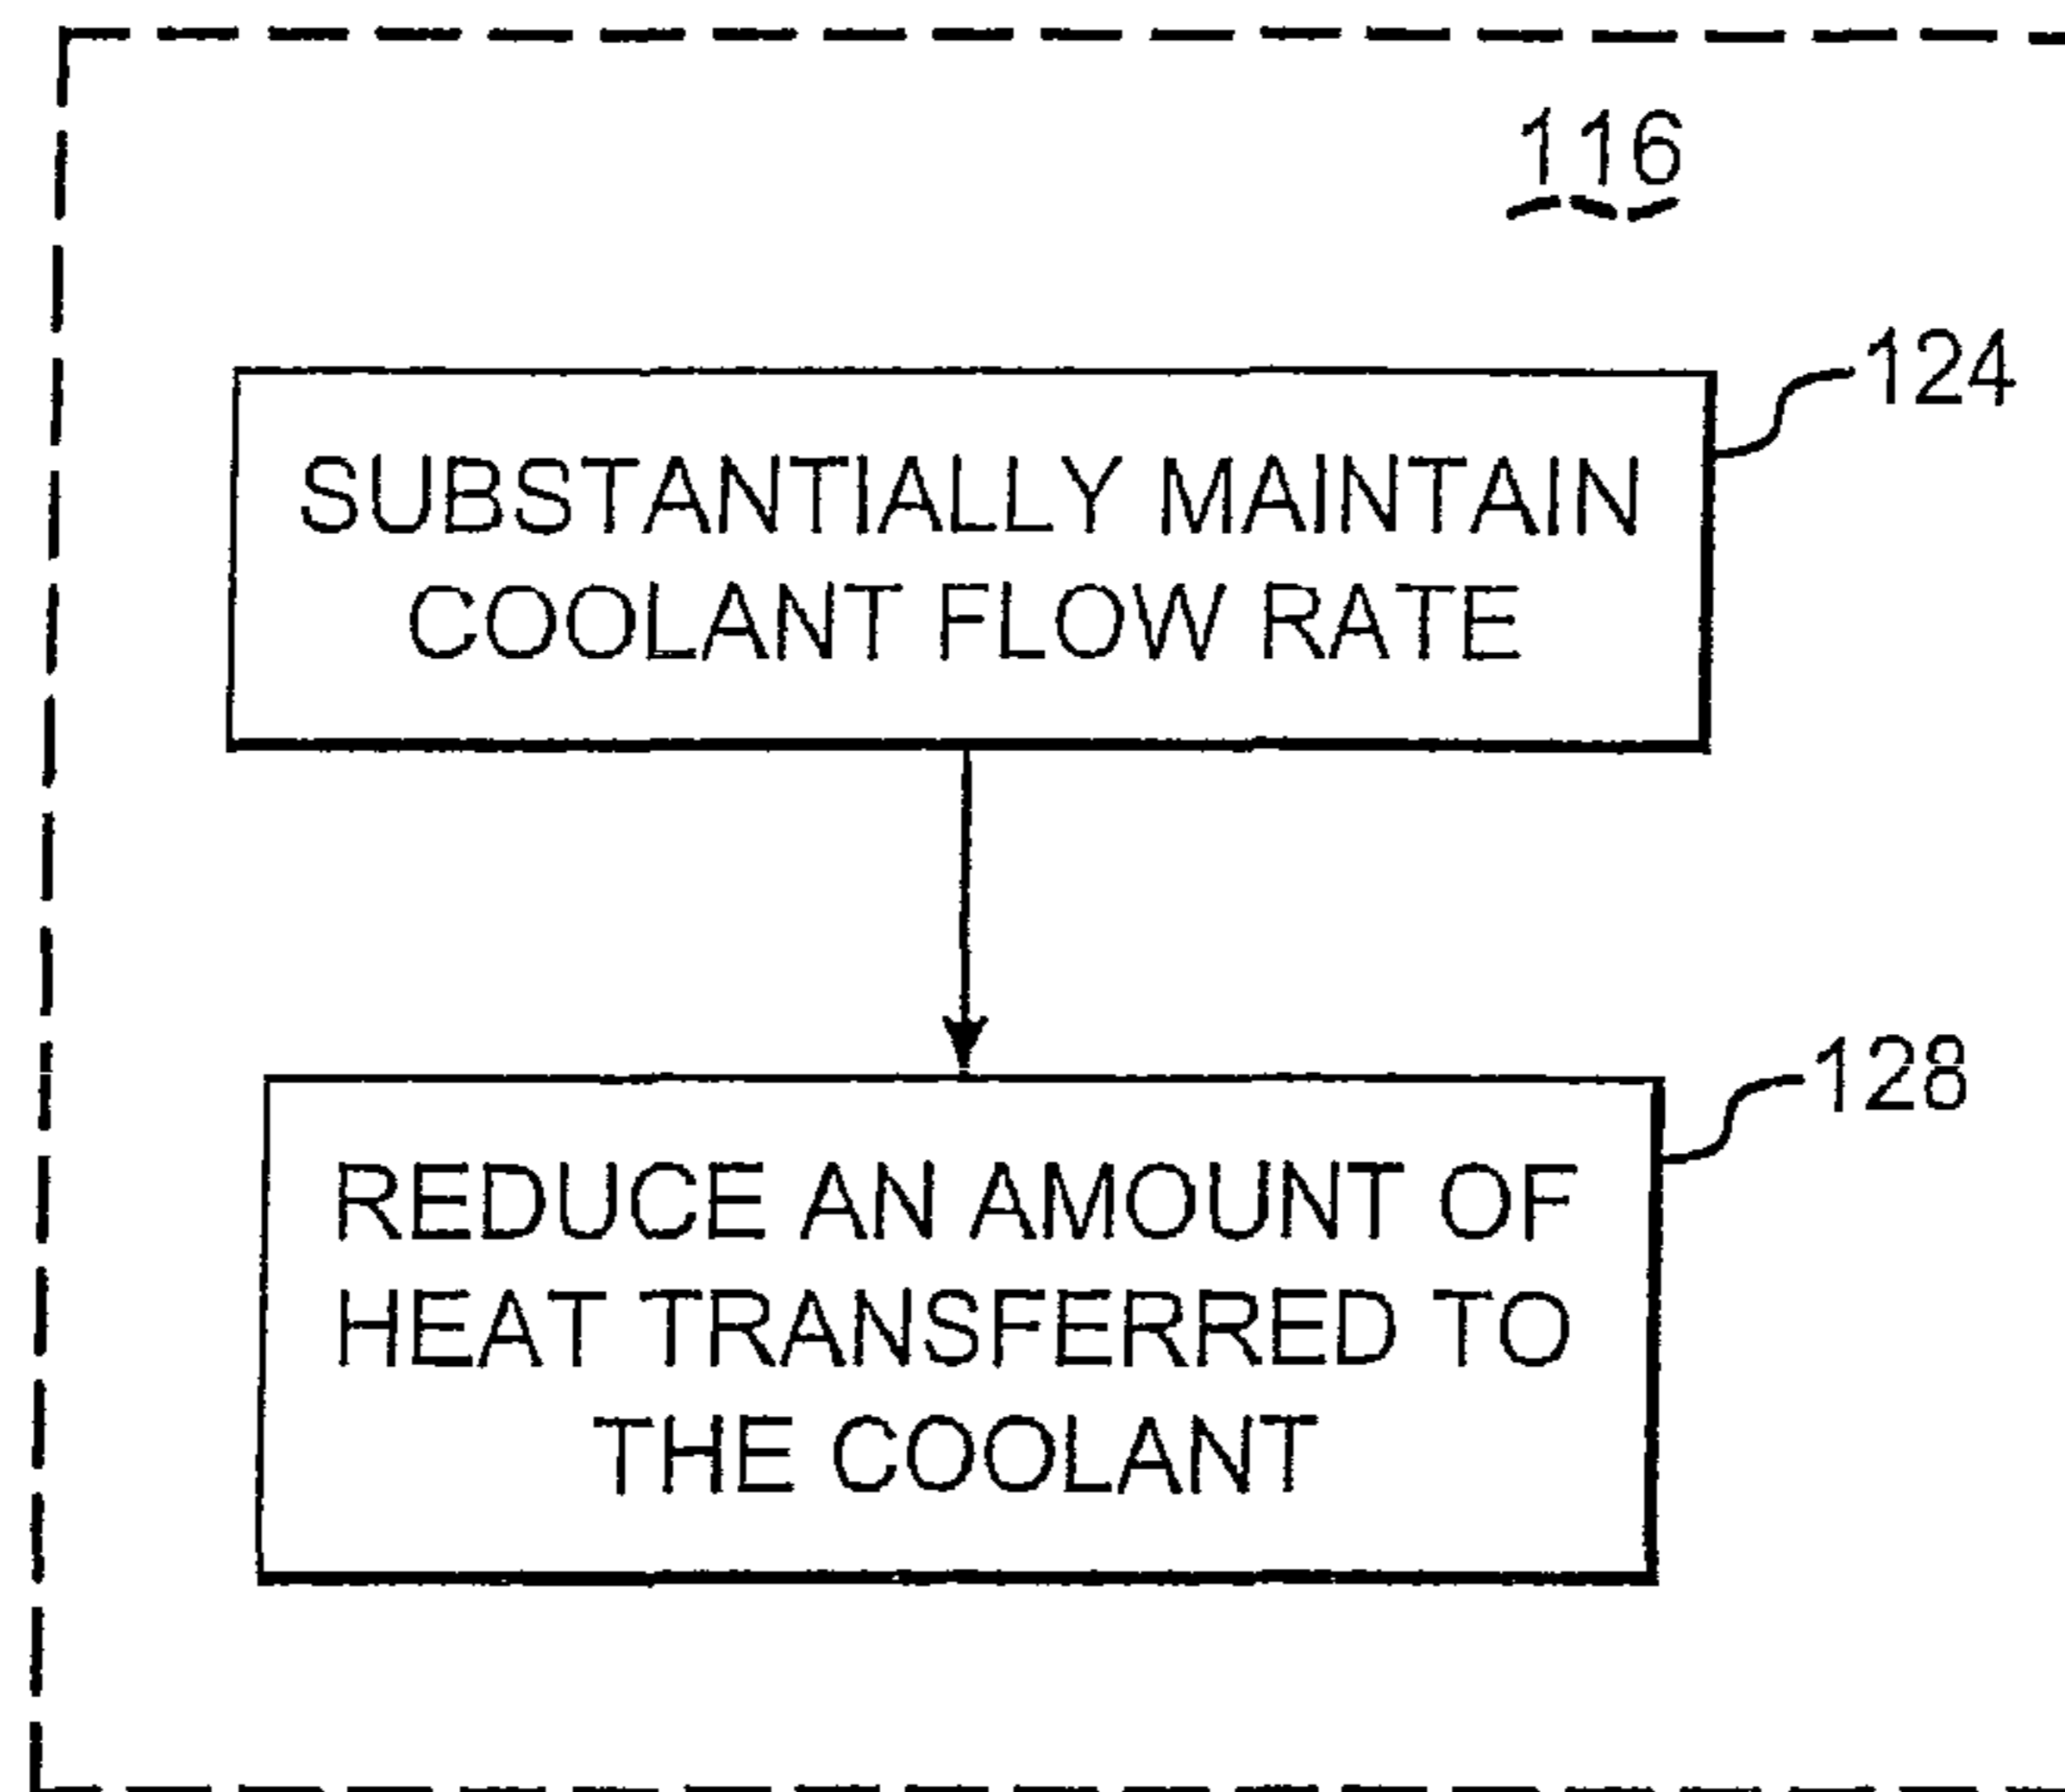 116
124
SUBSTANTIALLY MAINTAIN
COOLANT FLOW RATE
128
REDUCE AN AMOUNT OF
HEAT TRANSFERRED TO
THE COOLANT